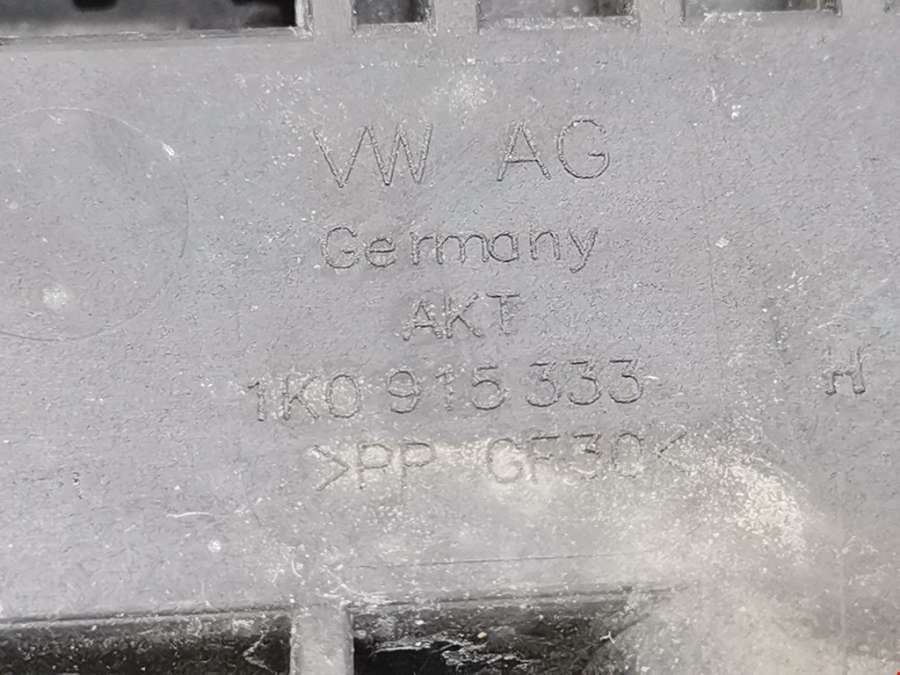 VW AG
Germany
AKT
1K0 915 333
H
>PP GF30<